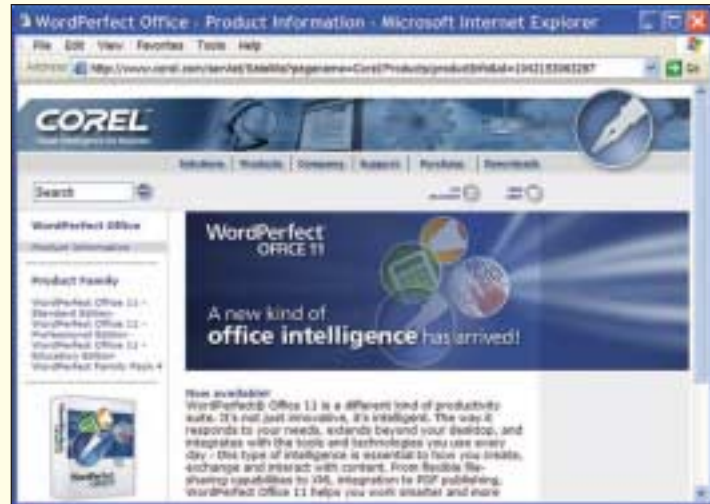 WordPerfect Office - Product Information - Microsoft Internet Explorer
File Edit View Favorites Tools Help
Address
Go
COREL
Solutions | Products | Company | Support | Purchase | Downloads
Search
WordPerfect Office
Product Information
Product Family
WordPerfect Office 11 -
Standard Edition
WordPerfect Office 11 -
Professional Edition
WordPerfect Office 11 -
Education Edition
WordPerfect Family Pack 4
WordPerfect
OFFICE 11
A new kind of
office intelligence has arrived!
Now available!
WordPerfect® Office 11 is a different kind of productivity
suite. It's not just innovative, it's intelligent. The way it
responds to your needs, extends beyond your desktop, and
integrates with the tools and technologies you use every
day - this type of intelligence is essential to how you create,
exchange and interact with content. From flexible file-
sharing capabilities to XML integration to PDF publishing,
WordPerfect Office 11 helps you work smarter and more